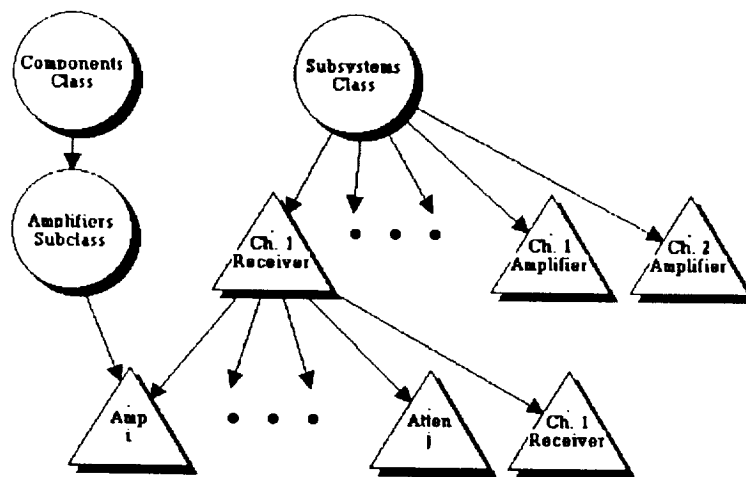 Components
Class
Subsystems
Class
Amplifiers
Subclass
Ch. 1
Receiver
Ch. 1
Amplifier
Ch. 2
Amplifier
Amp
i
Atten
j
Ch. 1
Receiver